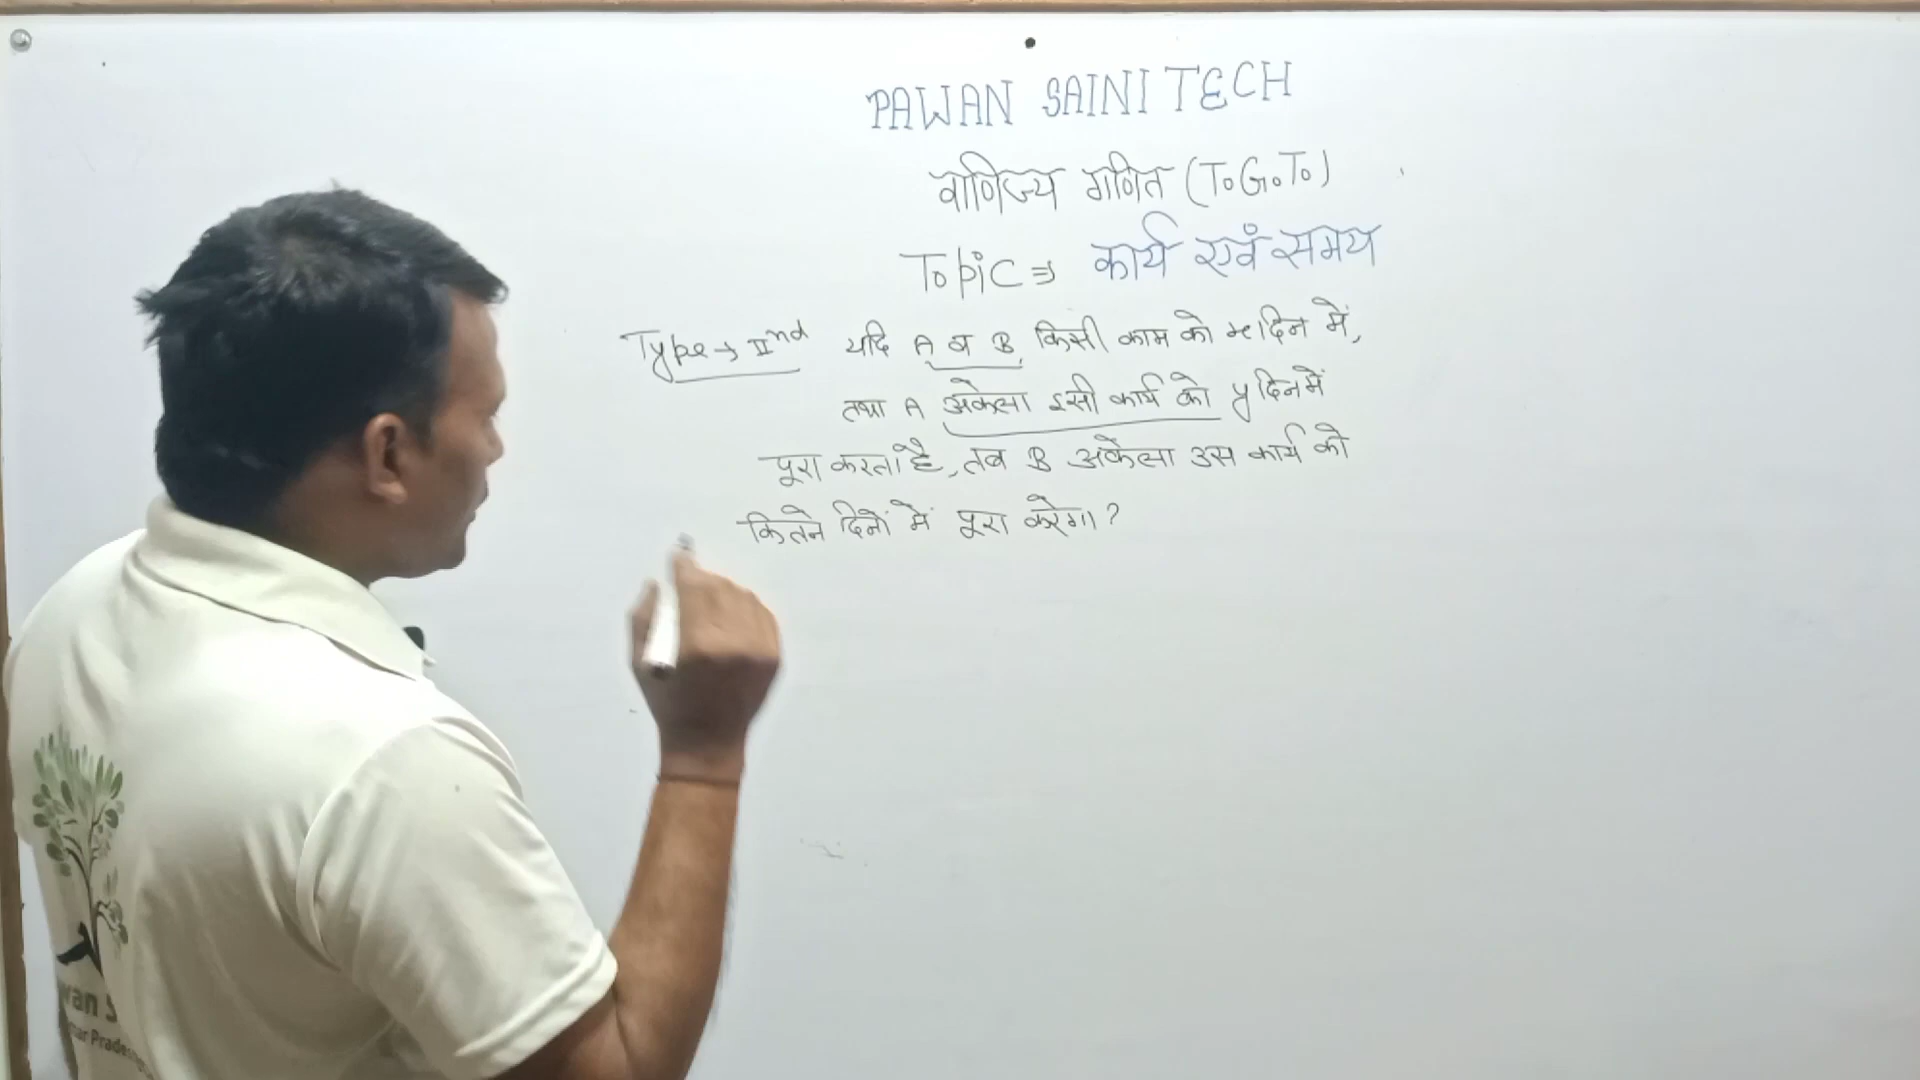 PAWAN SAINI TECH
वाणिज्य गणित (T.G.T.)
Topic ⇒ कार्य एवं समय
Type → IInd यदि A व B किसी काम को x दिन में,
तथा A अकेला इसी कार्य को y दिन में
पूरा करता है, तब B अकेला उस कार्य को
कितने दिनों में पूरा करेगा?